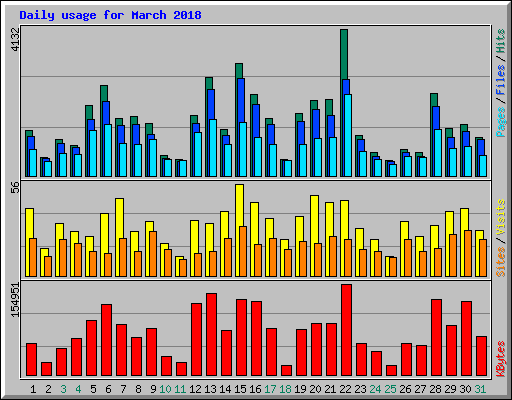 Daily usage for March 2018
4132
Pages / Files / Hits
56
Sites / Visits
154951
KBytes
1 2 3 4 5 6 7 8 9 10 11 12 13 14 15 16 17 18 19 20 21 22 23 24 25 26 27 28 29 30 31